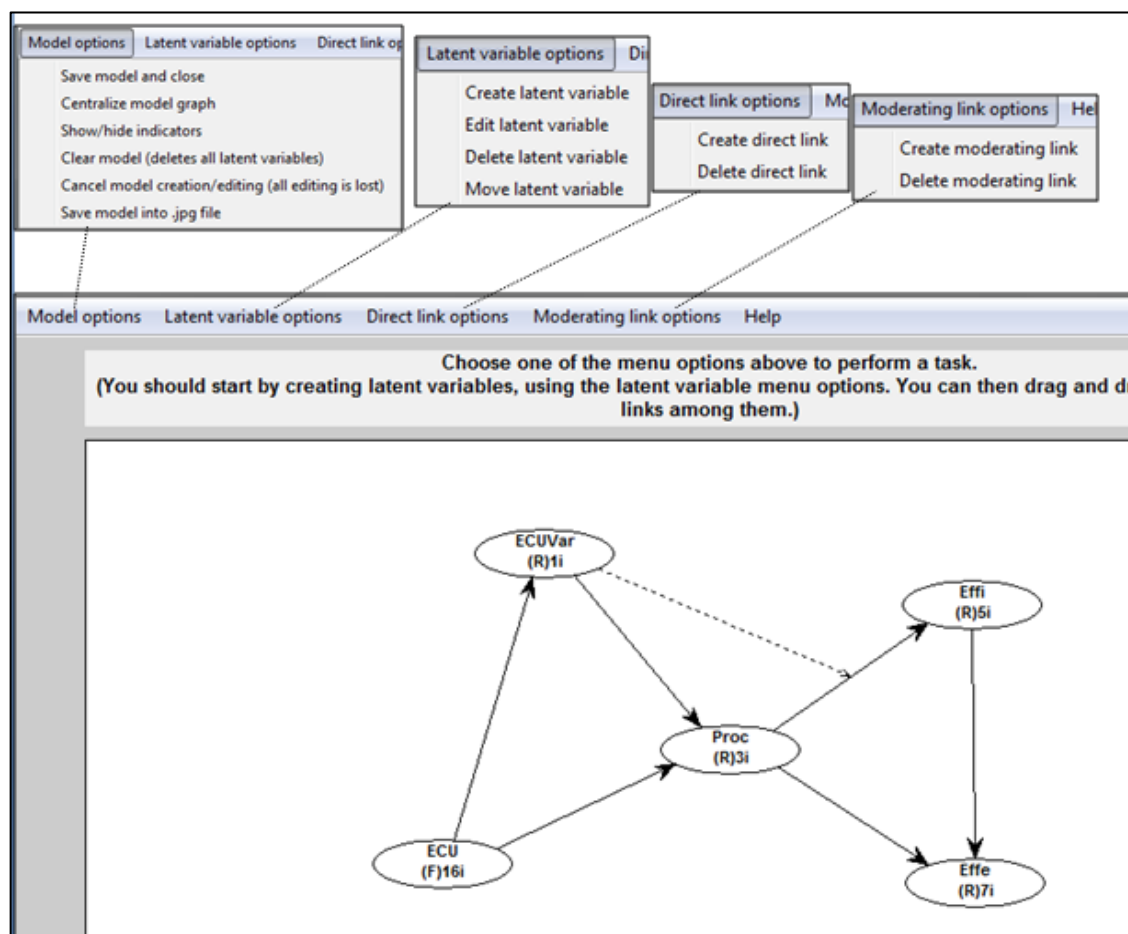 Model options Latent variable options Direct link op
Save model and close
Centralize model graph
Show/hide indicators
Clear model (deletes all latent variables)
Cancel model creation/editing (all editing is lost)
Save model into .jpg file
Latent variable options Di
Create latent variable
Edit latent variable
Delete latent variable
Move latent variable
Direct link options Mo
Create direct link
Delete direct link
Moderating link options Hel
Create moderating link
Delete moderating link
Model options Latent variable options Direct link options Moderating link options Help
Choose one of the menu options above to perform a task.
(You should start by creating latent variables, using the latent variable menu options. You can then drag and dr
links among them.)
ECUVar
(R)1i
Effi
(R)5i
Proc
(R)3i
ECU
(F)16i
Effe
(R)7i